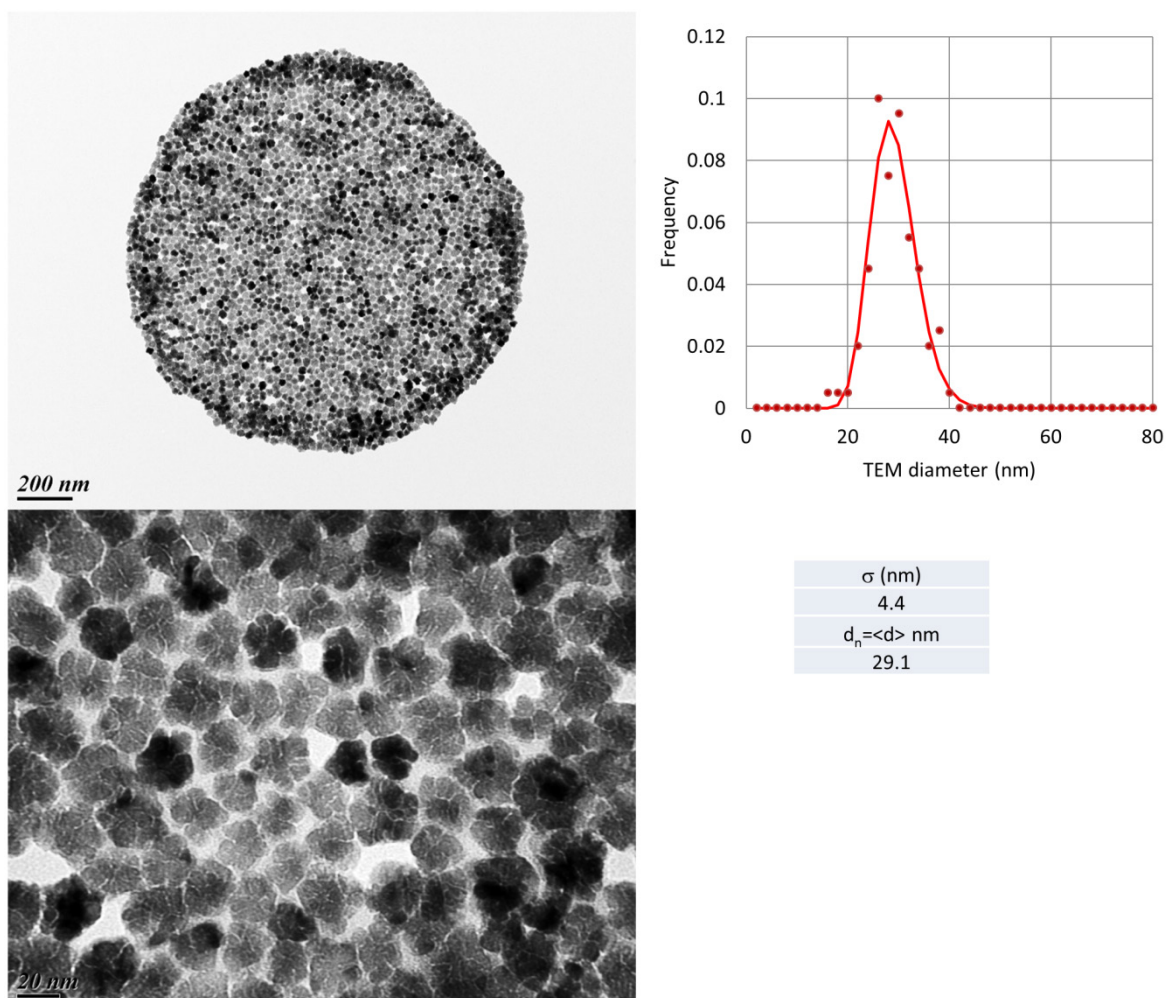 200 nm
20 nm
0.12
0.1
0.08
0.06
0.04
0.02
0
Frequency
0 20 40 60 80
TEM diameter (nm)
σ (nm)
4.4
dₙ=<d> nm
29.1